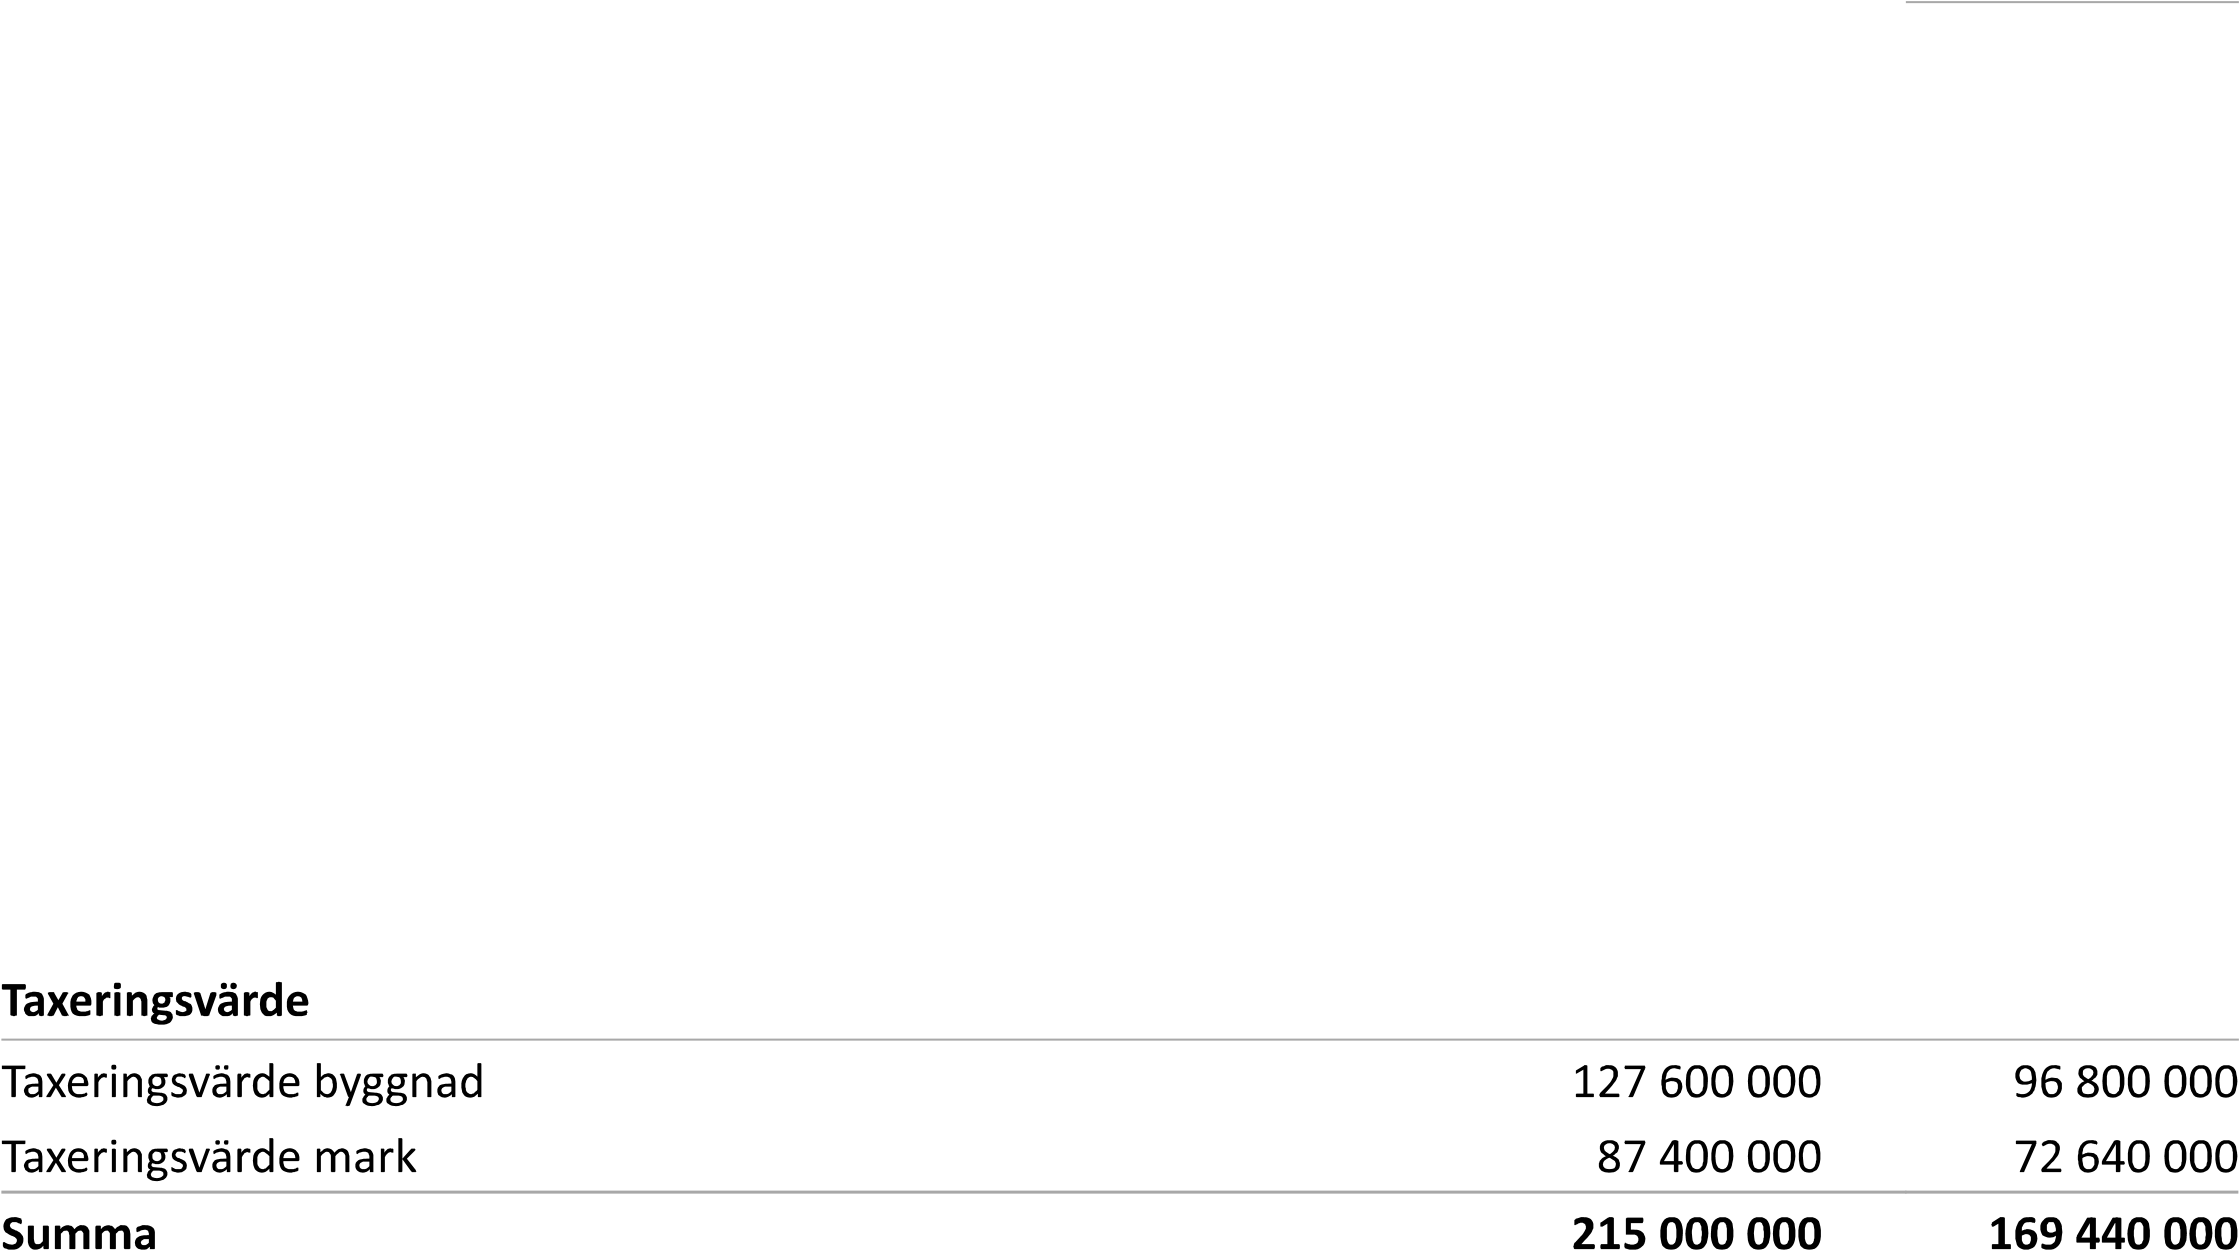 Taxeringsvärde
Taxeringsvärde byggnad 127 600 000 96 800 000
Taxeringsvärde mark 87 400 000 72 640 000
Summa 215 000 000 169 440 000